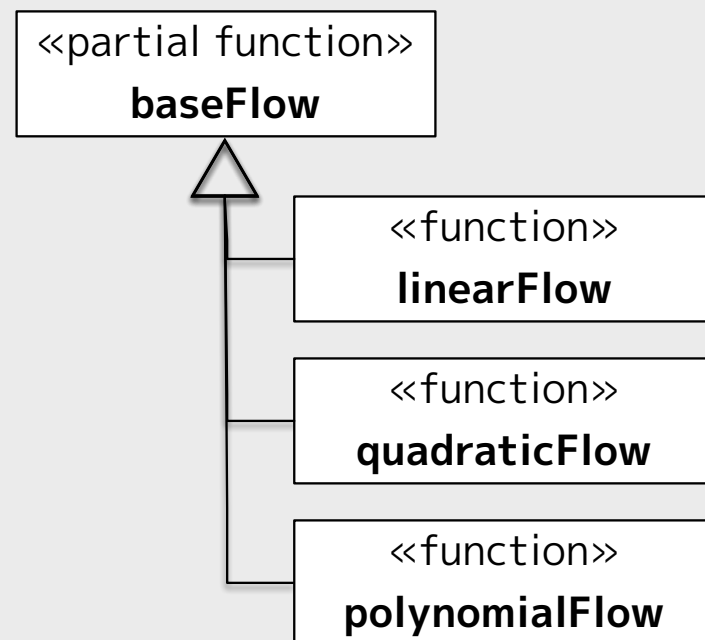 «partial function»
baseFlow
«function»
linearFlow
«function»
quadraticFlow
«function»
polynomialFlow